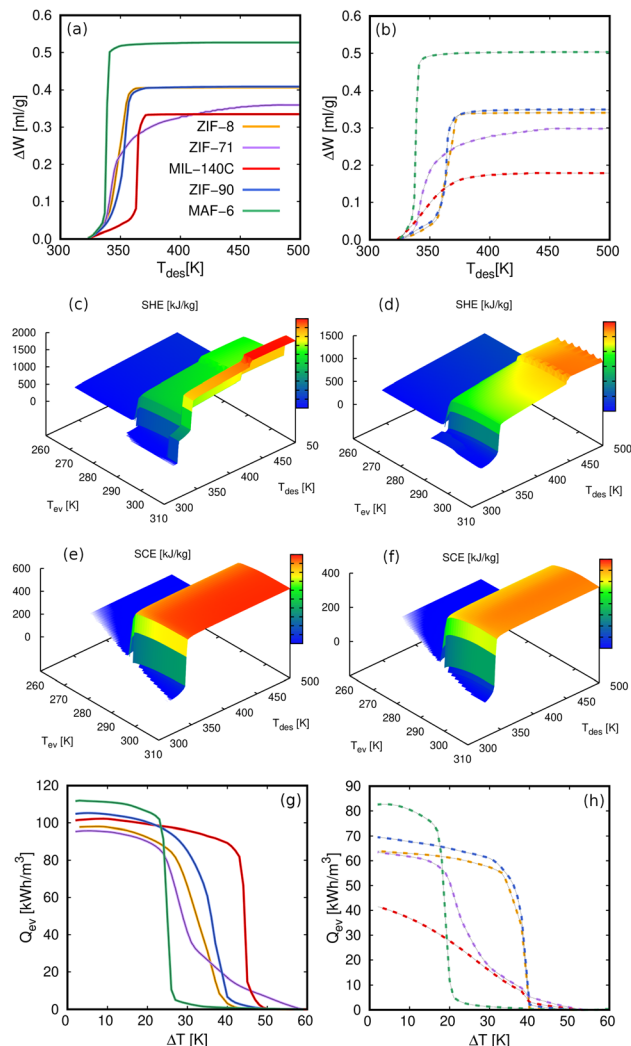 (a)
0.6
0.5
0.4
0.3
0.2
0.1
0.0
ΔW [ml/g]
ZIF-8
ZIF-71
MIL-140C
ZIF-90
MAF-6
300 350 400 450 500
T_des[K]
(b)
0.6
0.5
0.4
0.3
0.2
0.1
0.0
ΔW [ml/g]
300 350 400 450 500
T_des[K]
(c)
SHE [kJ/kg]
2000
1500
1000
500
0
260
270
280
290
300
310
T_ev [K]
300
350
400
450
50
T_des [K]
(d)
SHE [kJ/kg]
1500
1000
500
0
260
270
280
290
300
310
T_ev [K]
300
350
400
450
500
T_des [K]
(e)
SCE [kJ/kg]
600
400
200
0
260
270
280
290
300
310
T_ev [K]
300
350
400
450
500
T_des [K]
(f)
SCE [kJ/kg]
400
200
0
260
270
280
290
300
310
T_ev [K]
300
350
400
450
500
T_des [K]
(g)
120
100
80
60
40
20
0
Q_ev [kWh/m³]
0 10 20 30 40 50 60
ΔT [K]
(h)
90
80
70
60
50
40
30
20
10
0
Q_ev [kWh/m³]
0 10 20 30 40 50 60
ΔT [K]